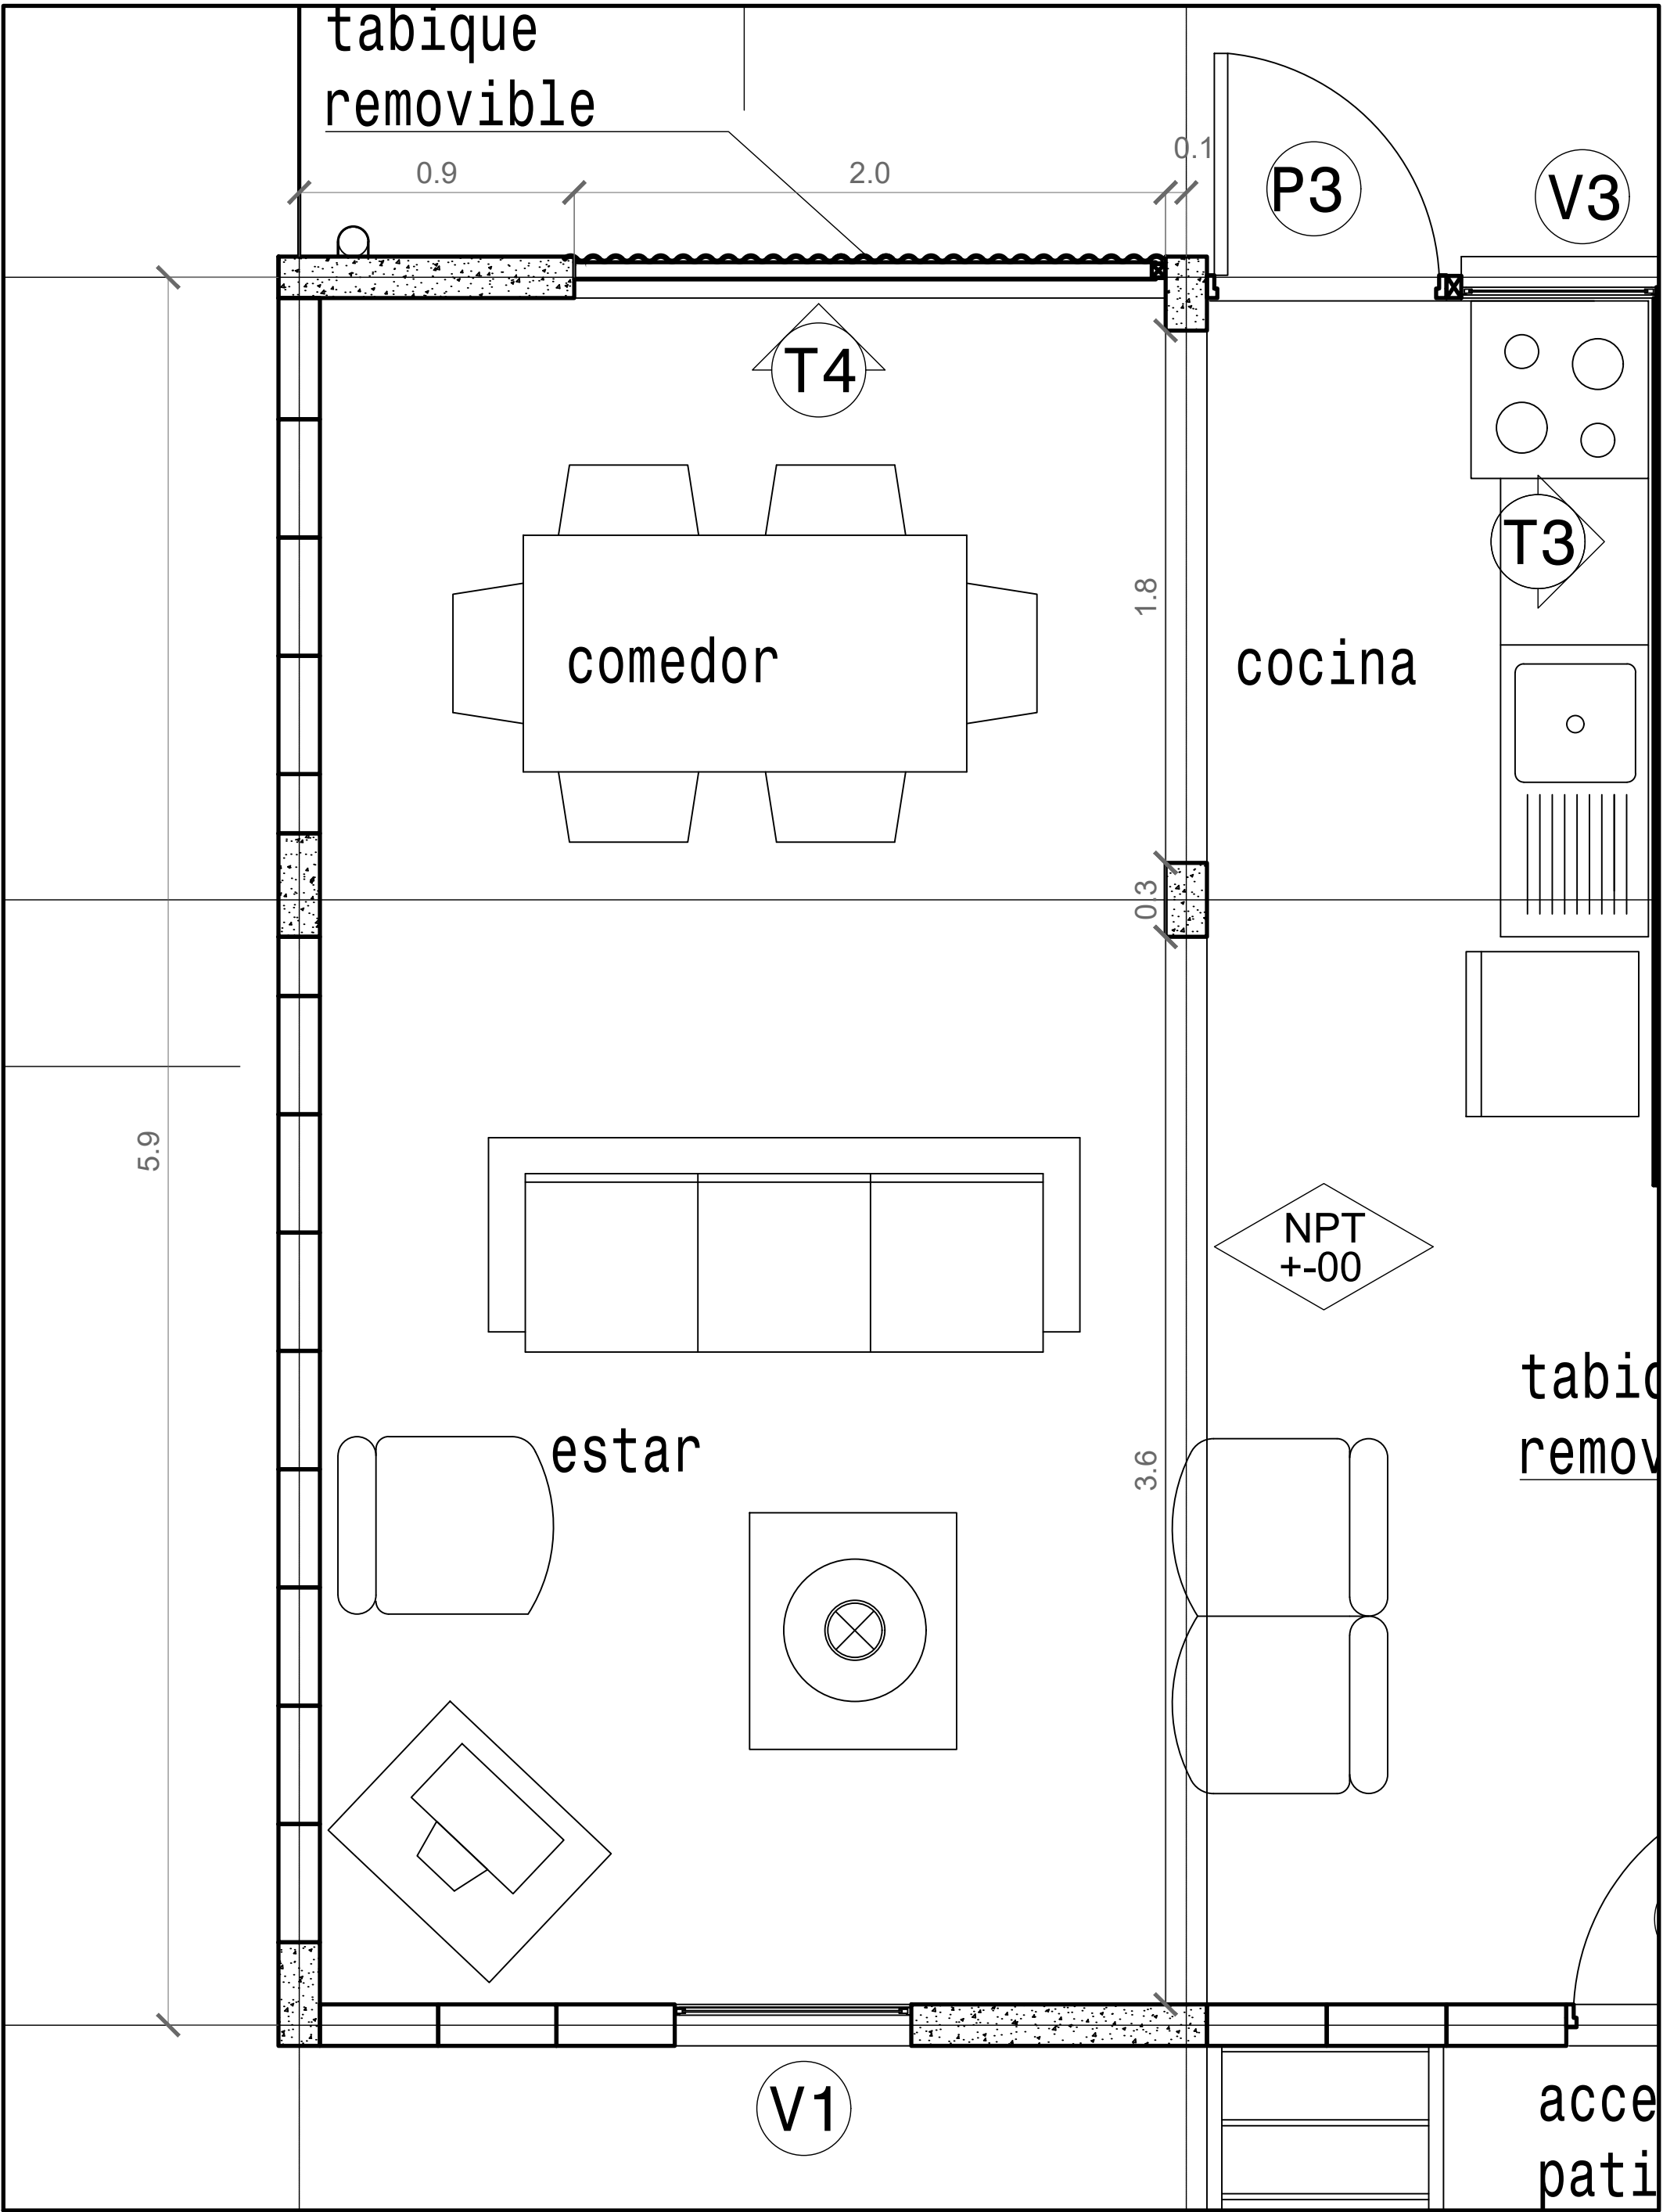 tabique
removible
0.9
2.0
0.1
P3
V3
T4
T3
1.8
comedor
cocina
0.3
5.9
NPT
+-00
estar
3.6
V1